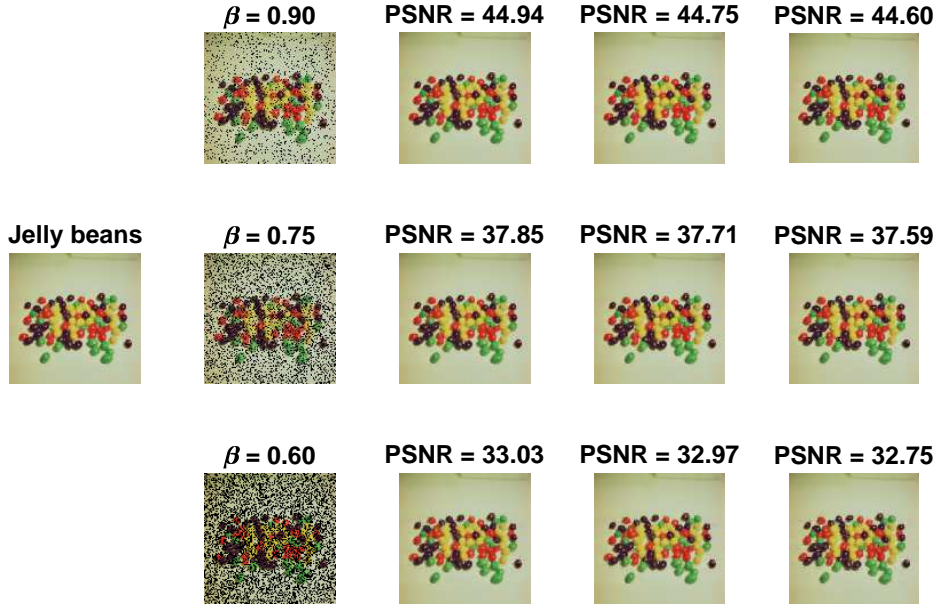 β = 0.90 PSNR = 44.94 PSNR = 44.75 PSNR = 44.60
Jelly beans β = 0.75 PSNR = 37.85 PSNR = 37.71 PSNR = 37.59
β = 0.60 PSNR = 33.03 PSNR = 32.97 PSNR = 32.75